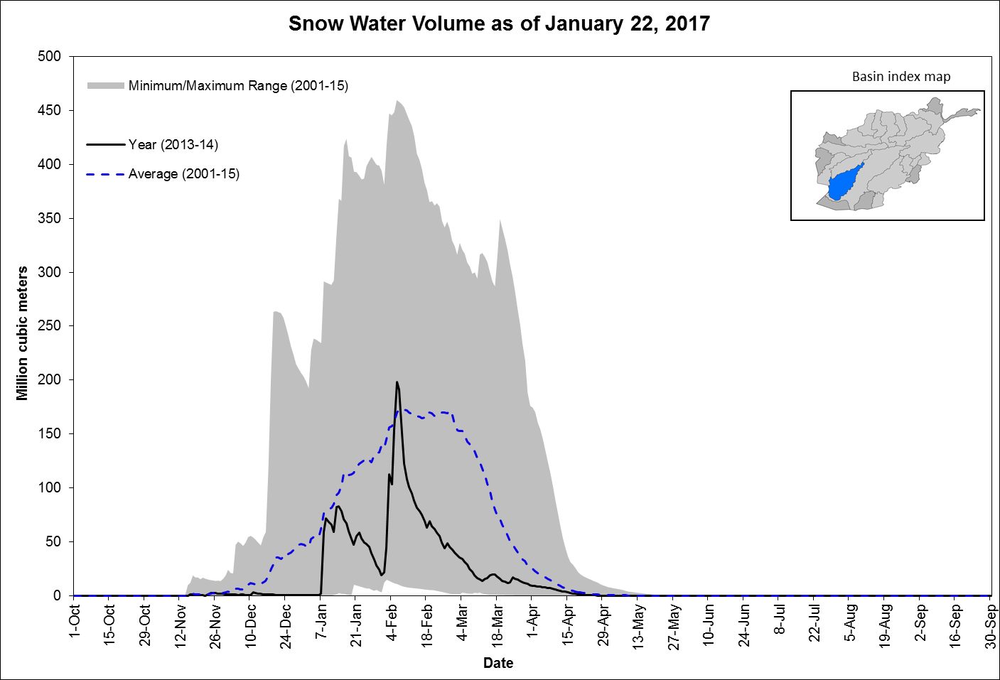 Snow Water Volume as of January 22, 2017
Basin index map
Minimum/Maximum Range (2001-15)
Year (2013-14)
Average (2001-15)
Million cubic meters
500
450
400
350
300
250
200
150
100
50
0
1-Oct
15-Oct
29-Oct
12-Nov
26-Nov
10-Dec
24-Dec
7-Jan
21-Jan
4-Feb
18-Feb
4-Mar
18-Mar
1-Apr
15-Apr
29-Apr
13-May
27-May
10-Jun
24-Jun
8-Jul
22-Jul
5-Aug
19-Aug
2-Sep
16-Sep
30-Sep
Date